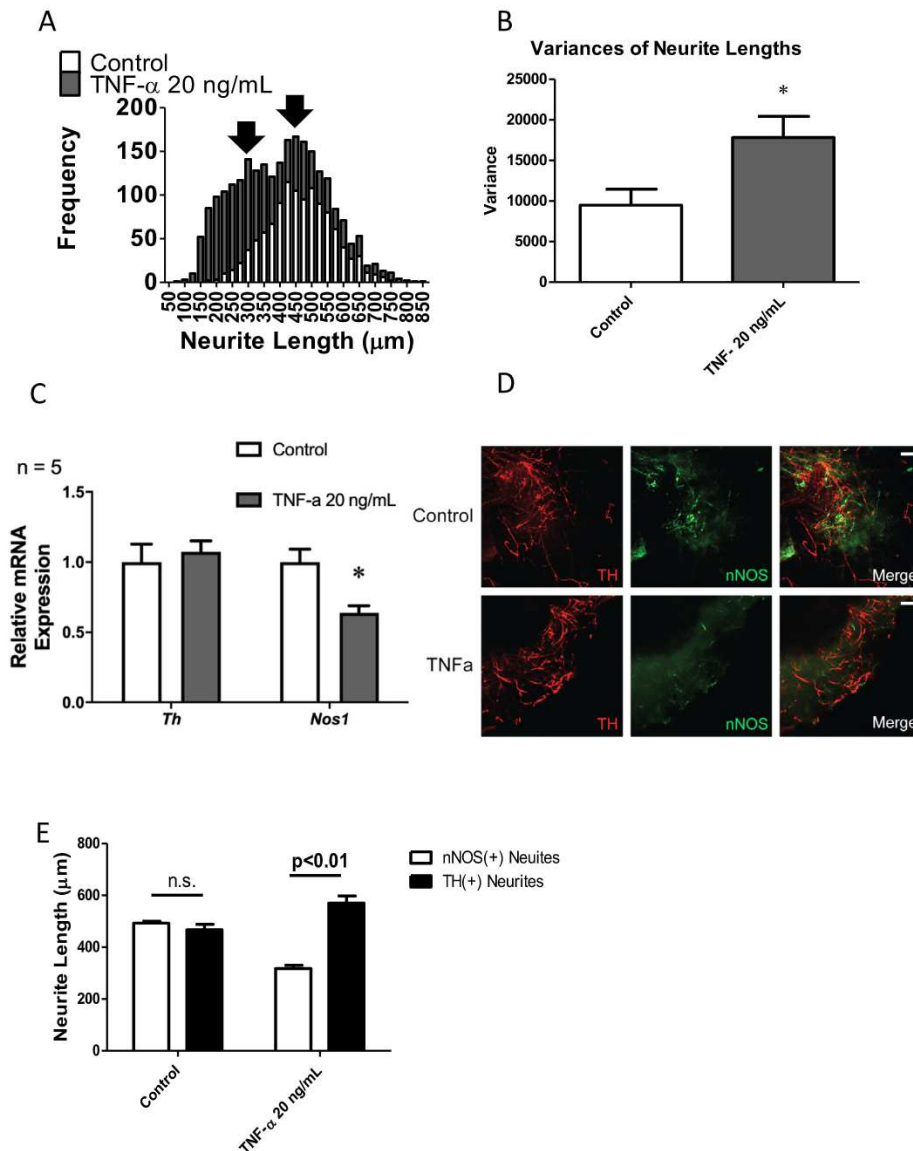 A
Control
TNF-α 20 ng/mL
200
150
100
50
0
Frequency
50
100
150
200
250
300
350
400
450
500
550
600
650
700
750
800
850
Neurite Length (μm)
B
Variances of Neurite Lengths
25000
20000
15000
10000
5000
0
Variance
*
Control
TNF- 20 ng/mL
C
n = 5
Control
TNF-a 20 ng/mL
1.5
1.0
0.5
0.0
Relative mRNA
Expression
*
Th
Nos1
D
Control
TH
nNOS
Merge
TNFa
TH
nNOS
Merge
E
800
600
400
200
0
Neurite Length (μm)
n.s.
p<0.01
nNOS(+) Neuites
TH(+) Neurites
Control
TNF-α 20 ng/mL